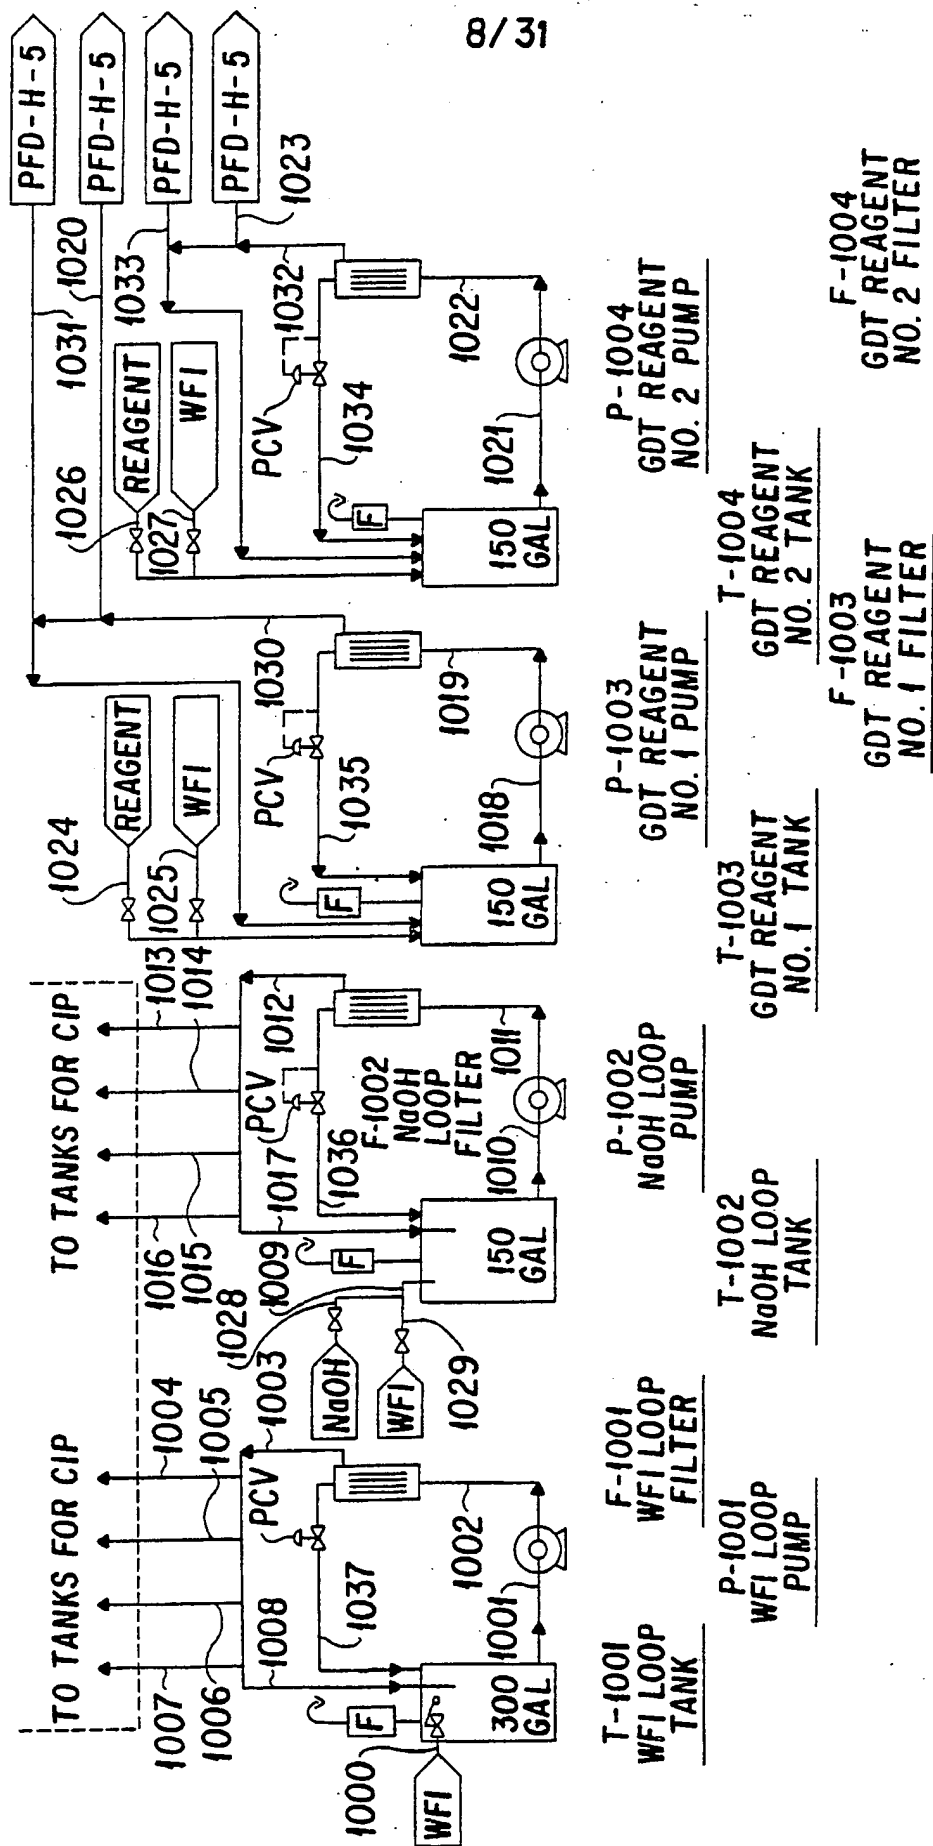 8/31
TO TANKS FOR CIP
TO TANKS FOR CIP
PFD-H-5
PFD-H-5
PFD-H-5
PFD-H-5
1007
1006
1005
1004
1008
1003
PCV
1037
F
1000
WFI
300
GAL
1001
1002
1016
1015
1014
1013
1028
1009
1017
PCV
1012
1036
F
NaOH
WFI
1029
F-1002
NaOH
LOOP
FILTER
150
GAL
1010
1011
1024
REAGENT
1025
WFI
PCV
1030
1035
F
150
GAL
1018
1019
1026
REAGENT
1027
WFI
1031
1020
1033
1023
PCV
1032
1034
F
150
GAL
1021
1022
T-1001
WFI LOOP
TANK
P-1001
WFI LOOP
PUMP
F-1001
WFI LOOP
FILTER
T-1002
NaOH LOOP
TANK
P-1002
NaOH LOOP
PUMP
T-1003
GDT REAGENT
NO. 1 TANK
P-1003
GDT REAGENT
NO. 1 PUMP
F-1003
GDT REAGENT
NO. 1 FILTER
T-1004
GDT REAGENT
NO. 2 TANK
P-1004
GDT REAGENT
NO. 2 PUMP
F-1004
GDT REAGENT
NO. 2 FILTER